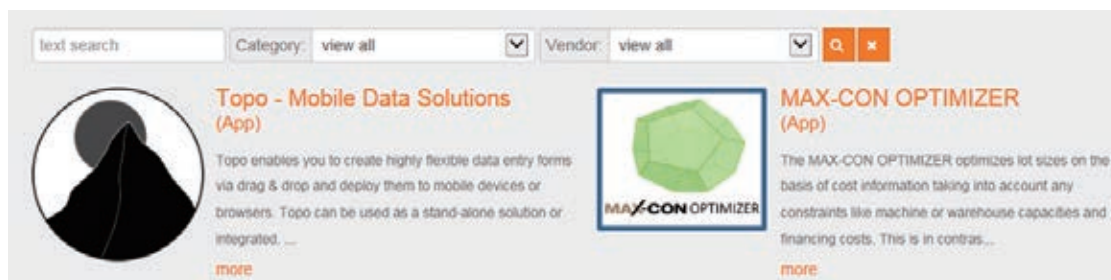 text search Category: view all Vendor: view all
Topo - Mobile Data Solutions
(App)
Topo enables you to create highly flexible data entry forms
via drag & drop and deploy them to mobile devices or
browsers. Topo can be used as a stand-alone solution or
integrated. ...
more
MAX-CON OPTIMIZER
MAX-CON OPTIMIZER
(App)
The MAX-CON OPTIMIZER optimizes lot sizes on the
basis of cost information taking into account any
constraints like machine or warehouse capacities and
financing costs. This is in contras...
more